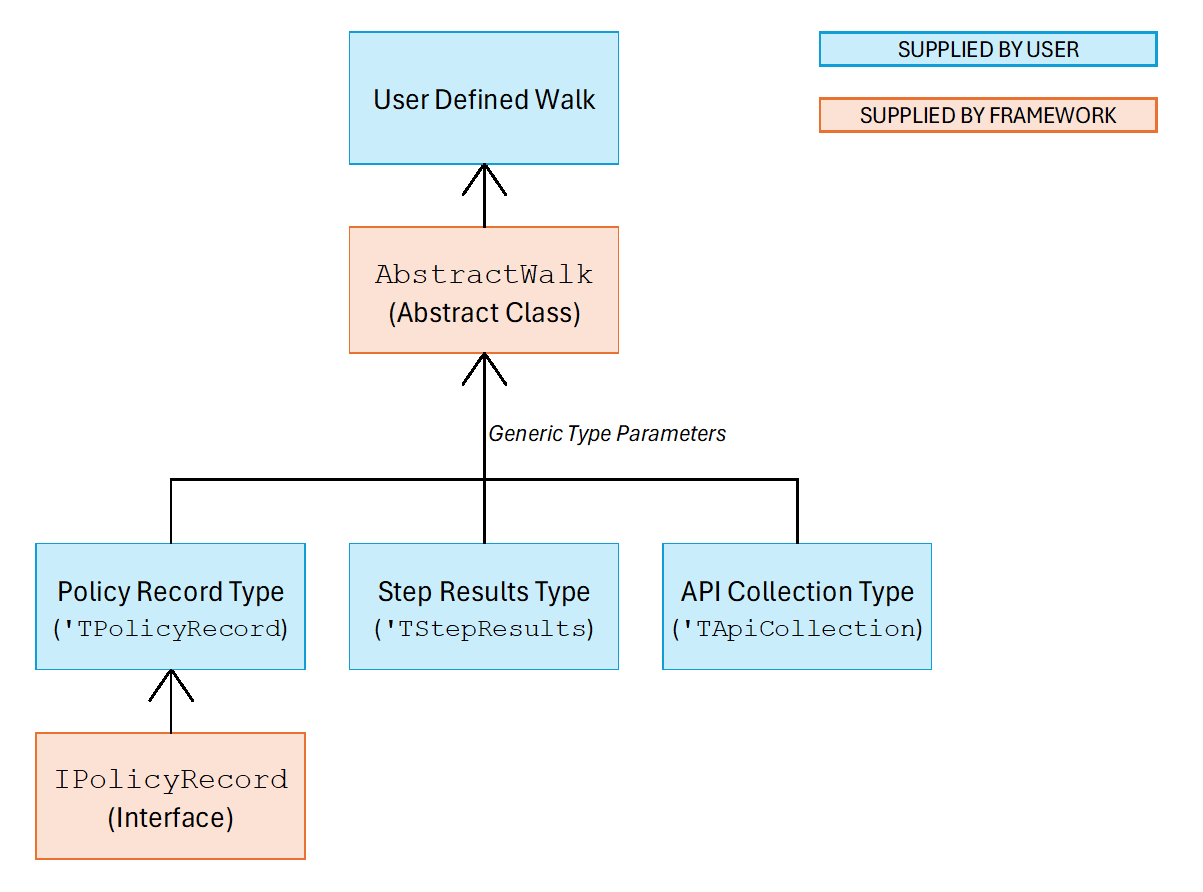 User Defined Walk
SUPPLIED BY USER
SUPPLIED BY FRAMEWORK
AbstractWalk
(Abstract Class)
Generic Type Parameters
Policy Record Type
('TPolicyRecord)
Step Results Type
('TStepResults)
API Collection Type
('TApiCollection)
IPolicyRecord
(Interface)